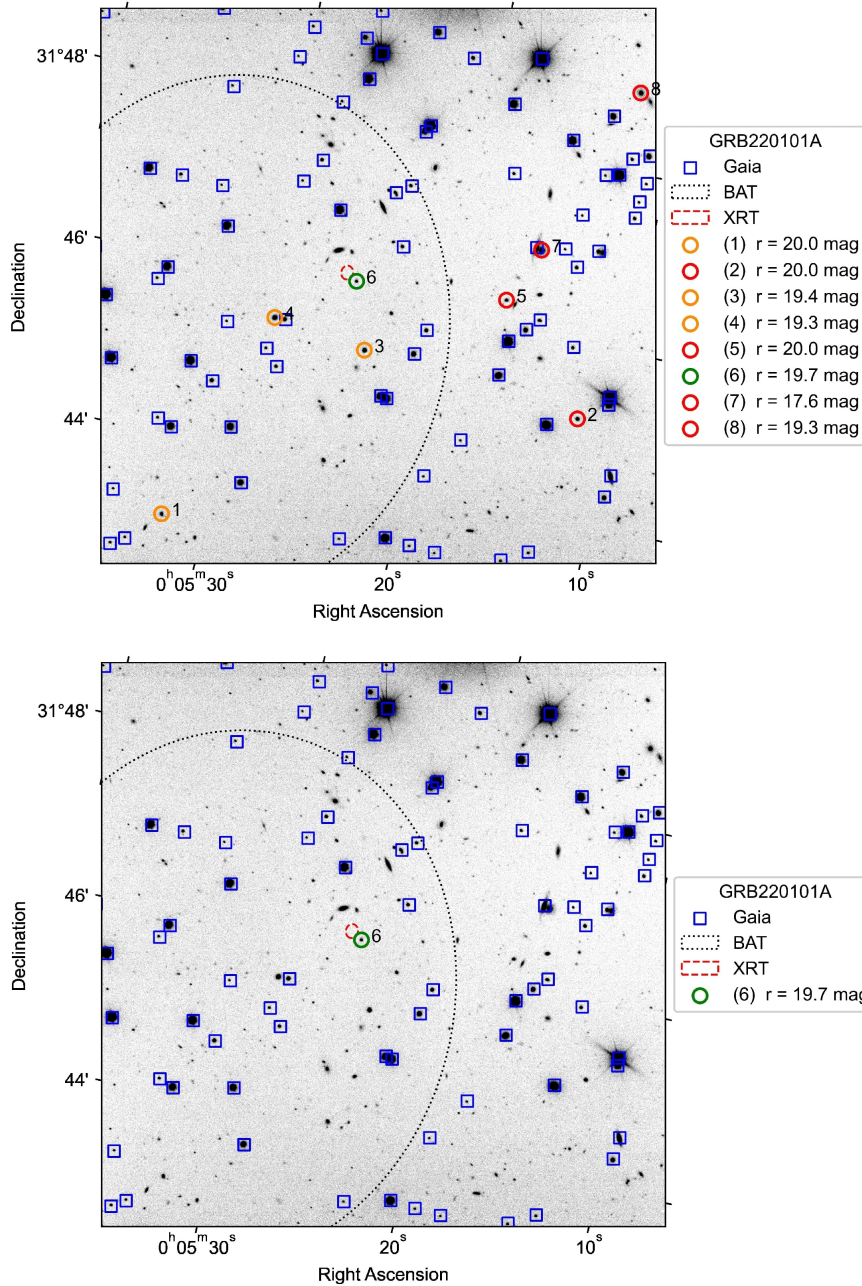 31°48'
46'
44'
Declination
0ʰ05ᵐ30ˢ
20ˢ
10ˢ
Right Ascension
8
7
6
5
4
3
2
1
GRB220101A
Gaia
BAT
XRT
(1) r = 20.0 mag
(2) r = 20.0 mag
(3) r = 19.4 mag
(4) r = 19.3 mag
(5) r = 20.0 mag
(6) r = 19.7 mag
(7) r = 17.6 mag
(8) r = 19.3 mag
31°48'
46'
44'
Declination
0ʰ05ᵐ30ˢ
20ˢ
10ˢ
Right Ascension
6
GRB220101A
Gaia
BAT
XRT
(6) r = 19.7 mag